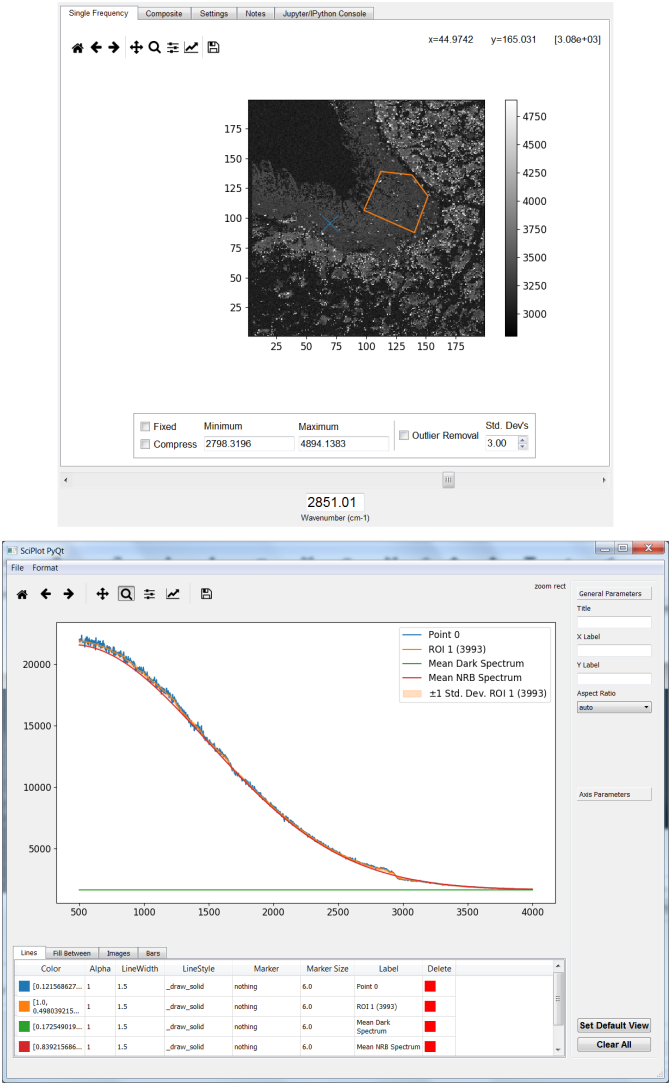 Single Frequency Composite Settings Notes Jupyter/IPython Console
x=44.9742 y=165.031 [3.08e+03]
175
150
125
100
75
50
25
25 50 75 100 125 150 175
4750
4500
4250
4000
3750
3500
3250
3000
Fixed Minimum Maximum
Compress 2798.3196 4894.1383
Outlier Removal
Std. Dev's
3.00
2851.01
Wavenumber (cm-1)
SciPlot PyQt
File Format
zoom rect
20000
15000
10000
5000
500 1000 1500 2000 2500 3000 3500 4000
Point 0
ROI 1 (3993)
Mean Dark Spectrum
Mean NRB Spectrum
±1 Std. Dev. ROI 1 (3993)
General Parameters
Title
X Label
Y Label
Aspect Ratio
auto
Axis Parameters
Lines Fill Between Images Bars
Color Alpha LineWidth LineStyle Marker Marker Size Label Delete
[0.121568627... 1 1.5 _draw_solid nothing 6.0 Point 0
[1.0,
0.498039215... 1 1.5 _draw_solid nothing 6.0 ROI 1 (3993)
[0.172549019... 1 1.5 _draw_solid nothing 6.0 Mean Dark
Spectrum
[0.839215686... 1 1.5 _draw_solid nothing 6.0 Mean NRB Spectrum
Set Default View
Clear All